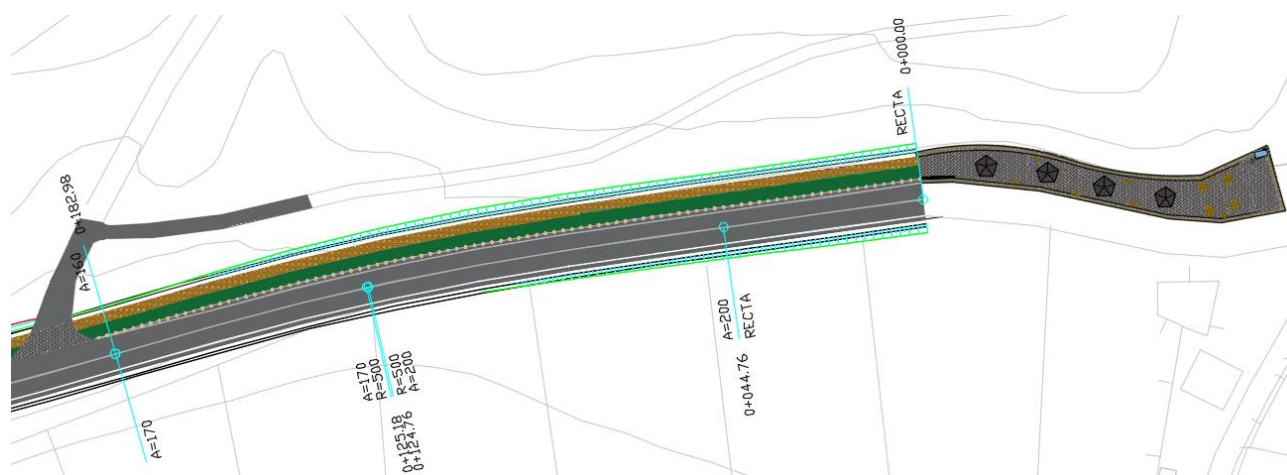 0+182.98
A=160
A=170
A=170
R=500
R=500
A=200
0+125.18
0+124.76
A=200
RECTA
0+044.76
RECTA
0+000.00